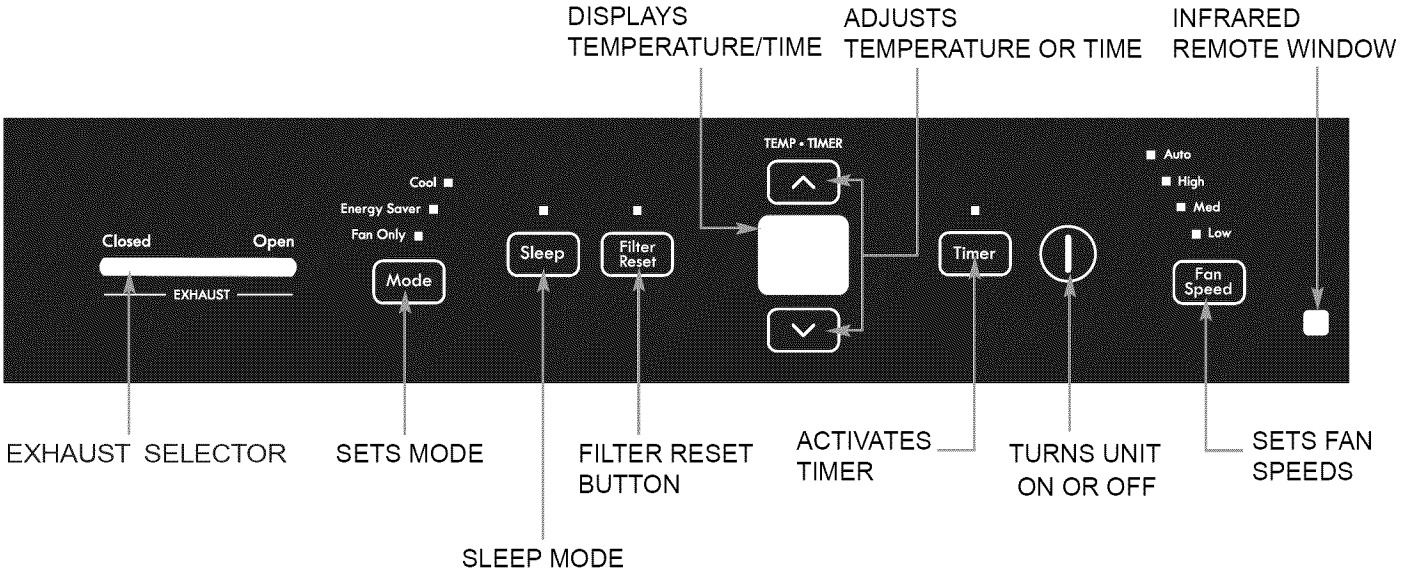 DISPLAYS
TEMPERATURE/TIME
ADJUSTS
TEMPERATURE OR TIME
INFRARED
REMOTE WINDOW
TEMP • TIMER
Auto
High
Med
Low
Fan
Speed
Cool
Energy Saver
Fan Only
Mode
Closed
Open
EXHAUST
Sleep
Filter
Reset
Timer
EXHAUST SELECTOR
SETS MODE
FILTER RESET
BUTTON
ACTIVATES
TIMER
TURNS UNIT
ON OR OFF
SETS FAN
SPEEDS
SLEEP MODE